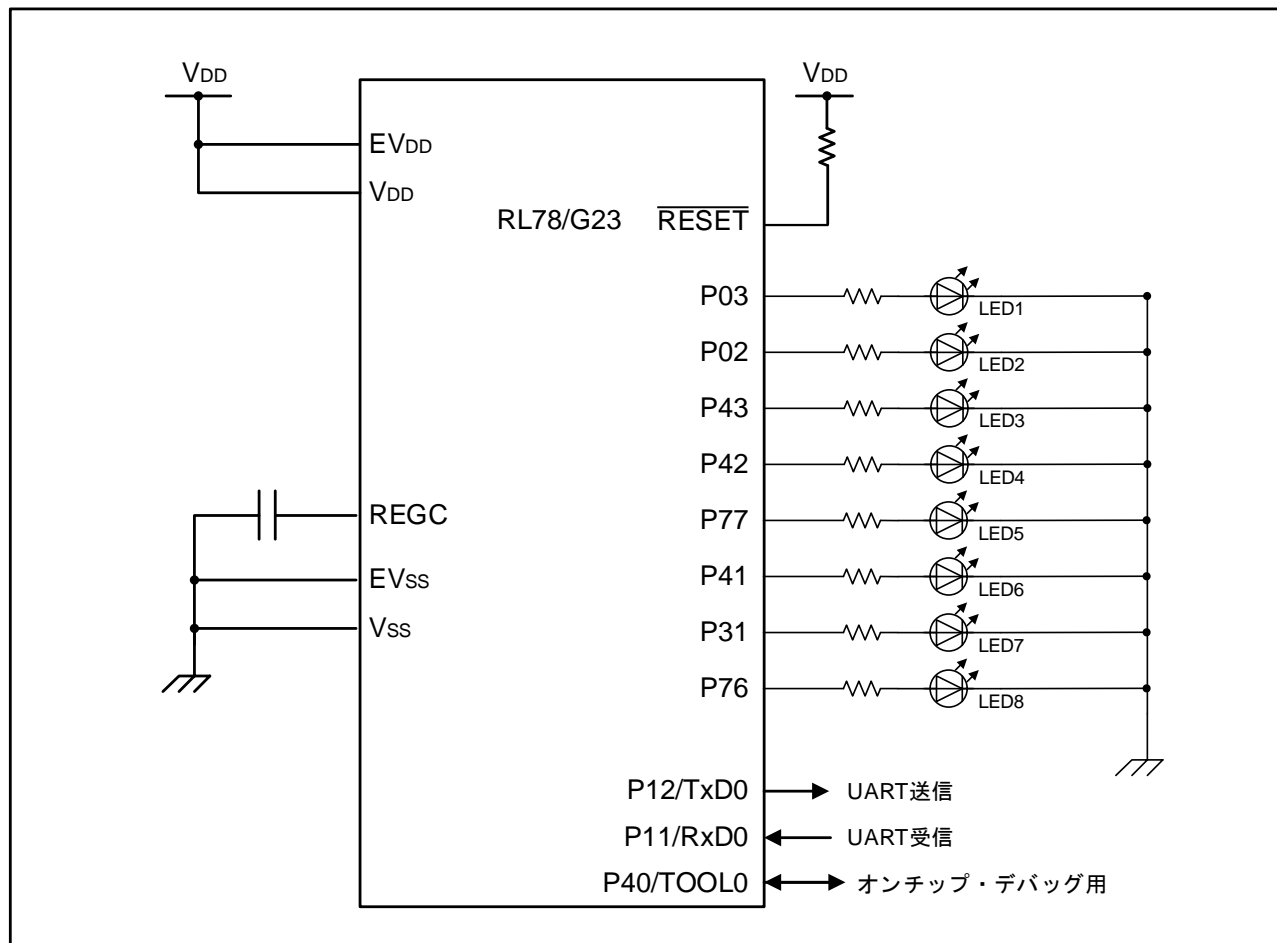 VDD
VDD
EVDD
VDD
RL78/G23
RESET
P03
LED1
P02
LED2
P43
LED3
P42
LED4
REGC
P77
LED5
EVSS
P41
LED6
VSS
P31
LED7
P76
LED8
P12/TxD0
UART送信
P11/RxD0
UART受信
P40/TOOL0
オンチップ・デバッグ用